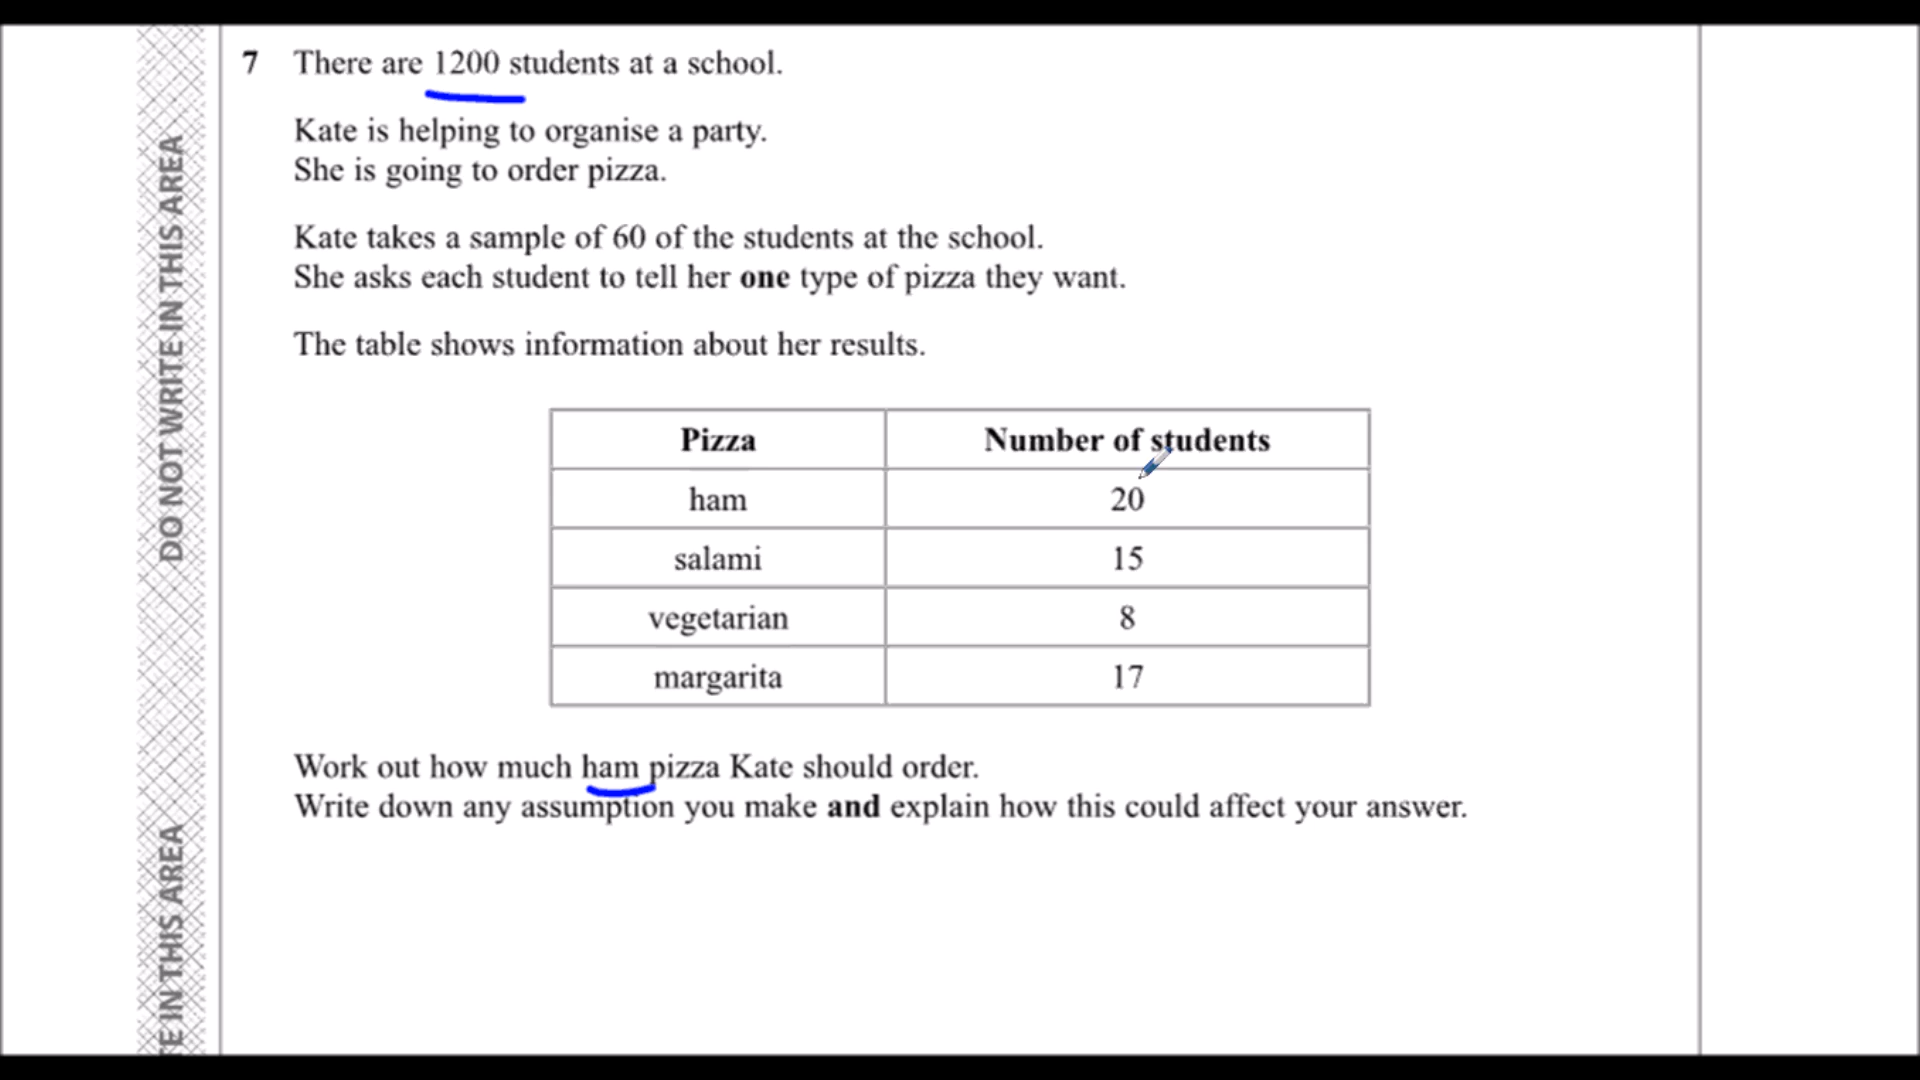 7 There are 1200 students at a school.
Kate is helping to organise a party.
She is going to order pizza.
Kate takes a sample of 60 of the students at the school.
She asks each student to tell her one type of pizza they want.
The table shows information about her results.
Pizza Number of students
ham 20
salami 15
vegetarian 8
margarita 17
Work out how much ham pizza Kate should order.
Write down any assumption you make and explain how this could affect your answer.
DO NOT WRITE IN THIS AREA
TE IN THIS AREA